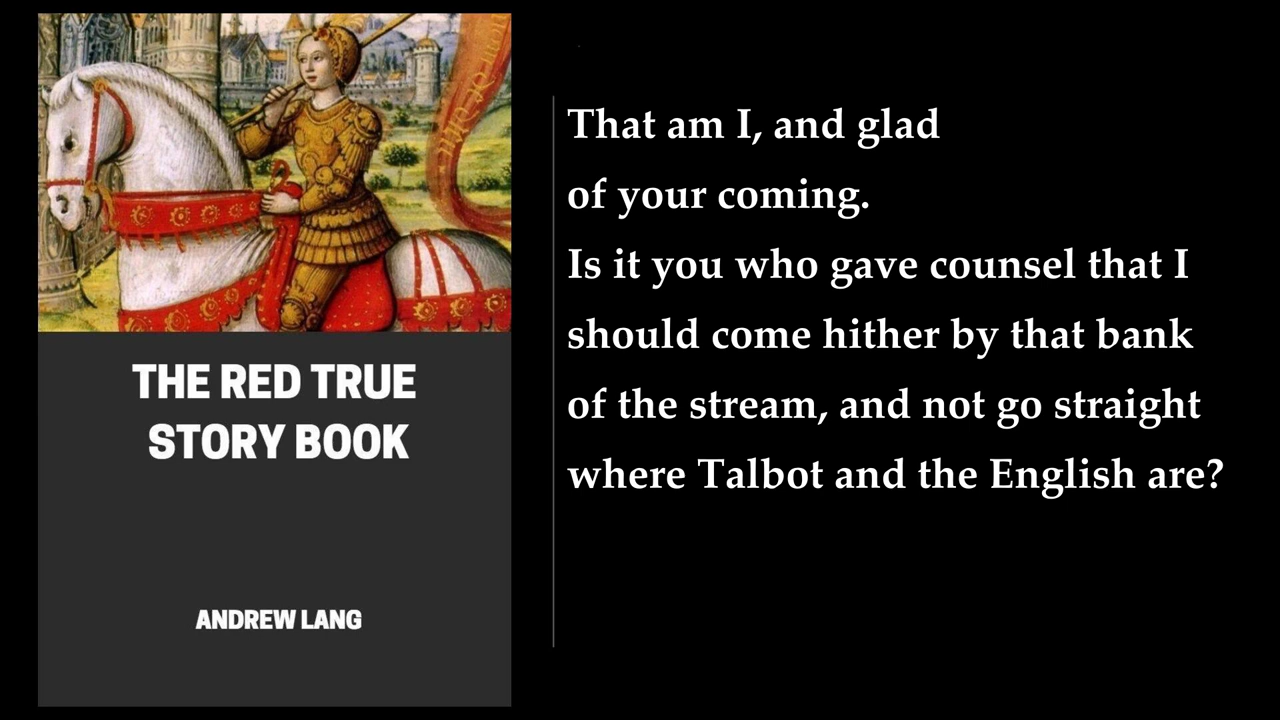 THE RED TRUE
STORY BOOK
ANDREW LANG
That am I, and glad
of your coming.
Is it you who gave counsel that I
should come hither by that bank
of the stream, and not go straight
where Talbot and the English are?